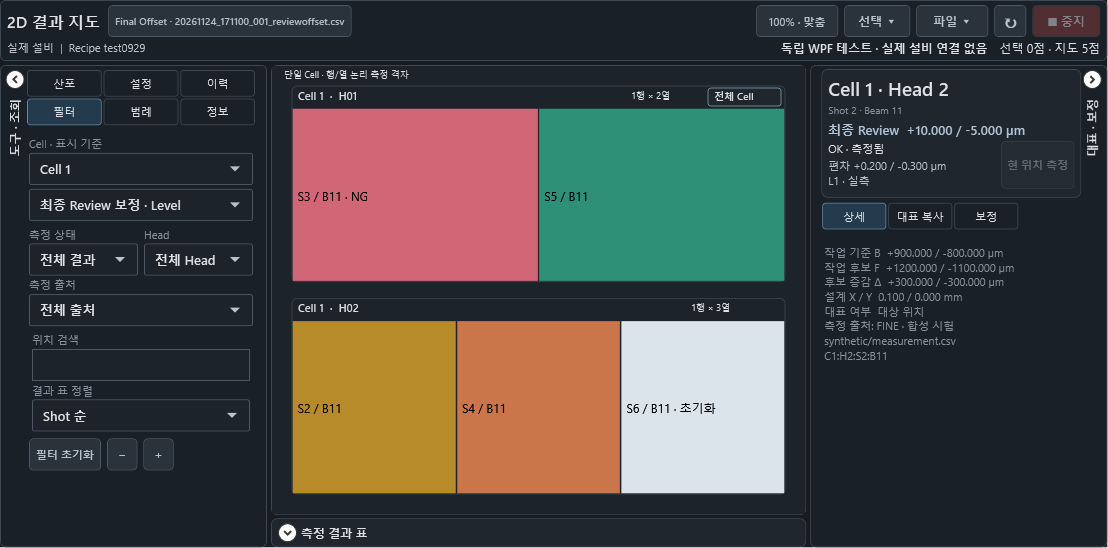 2D 결과 지도
Final Offset · 20261124_171100_001_reviewoffset.csv
100% · 맞춤
선택
파일
↻
■ 중지
실제 설비 | Recipe test0929
독립 WPF 테스트 · 실제 설비 연결 없음
선택 0점 · 지도 5점
도구 · 조회
산포
설정
이력
필터
범례
정보
Cell · 표시 기준
Cell 1
최종 Review 보정 · Level
측정 상태
Head
전체 결과
전체 Head
측정 출처
전체 출처
위치 검색
결과 표 정렬
Shot 순
필터 초기화
−
+
단일 Cell · 행/열 논리 측정 격자
Cell 1 · H01
1행 × 2열
전체 Cell
S3 / B11 · NG
S5 / B11
Cell 1 · H02
1행 × 3열
S2 / B11
S4 / B11
S6 / B11 · 초기화
측정 결과 표
Cell 1 · Head 2
Shot 2 · Beam 11
최종 Review +10.000 / -5.000 µm
OK · 측정됨
편차 +0.200 / -0.300 µm
L1 · 실측
현 위치 측정
대표 · 보정
상세
대표 복사
보정
작업 기준 B +900.000 / -800.000 µm
작업 후보 F +1200.000 / -1100.000 µm
후보 증감 Δ +300.000 / -300.000 µm
설계 X / Y 0.100 / 0.000 mm
대표 여부 대상 위치
측정 출처: FINE · 합성 시험
synthetic/measurement.csv
C1:H2:S2:B11